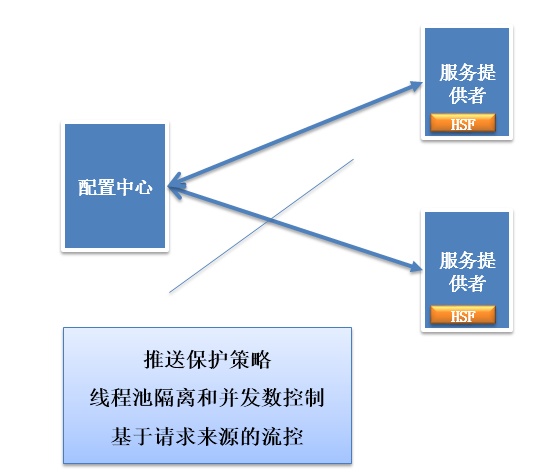 服务提
供者
HSF
配置中心
服务提
供者
HSF
推送保护策略
线程池隔离和并发数控制
基于请求来源的流控